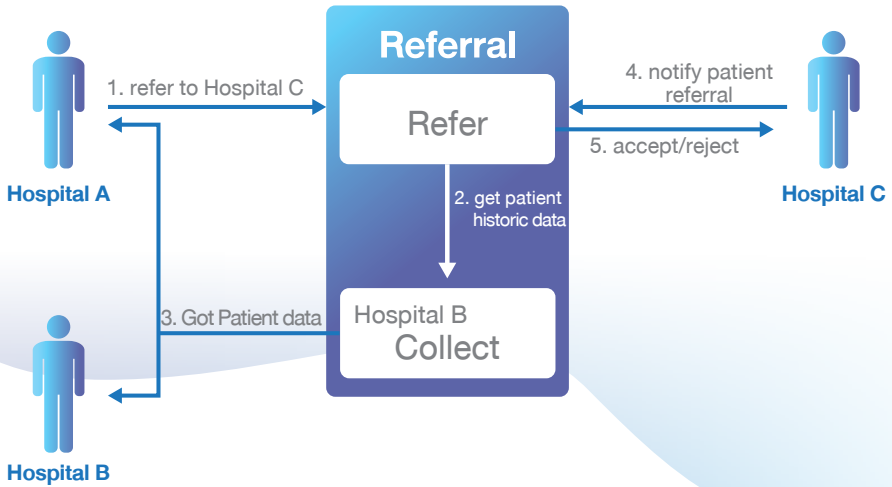 Referral
1. refer to Hospital C
Refer
4. notify patient
referral
5. accept/reject
Hospital A
Hospital C
2. get patient
historic data
3. Got Patient data
Hospital B
Collect
Hospital B